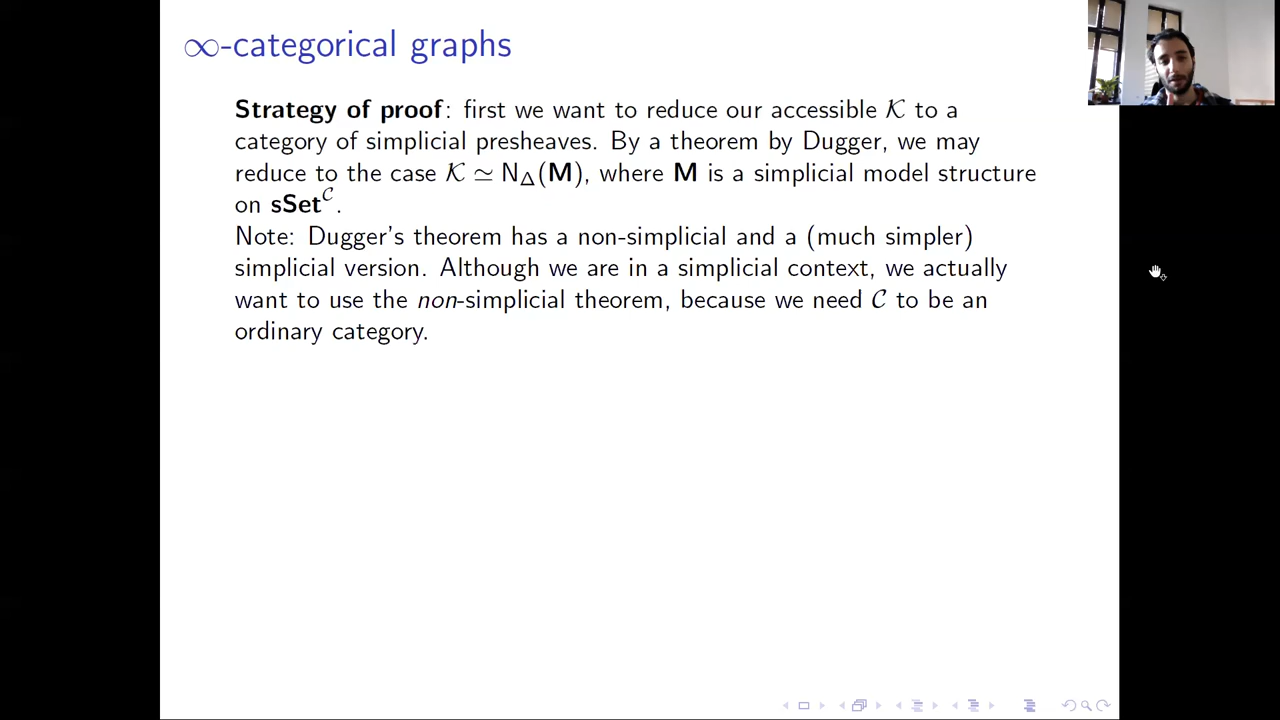 ∞-categorical graphs
Strategy of proof: first we want to reduce our accessible 𝒦 to a
category of simplicial presheaves. By a theorem by Dugger, we may
reduce to the case 𝒦 ≃ N_Δ(M), where M is a simplicial model structure
on sSet^𝒞.
Note: Dugger's theorem has a non-simplicial and a (much simpler)
simplicial version. Although we are in a simplicial context, we actually
want to use the non-simplicial theorem, because we need 𝒞 to be an
ordinary category.